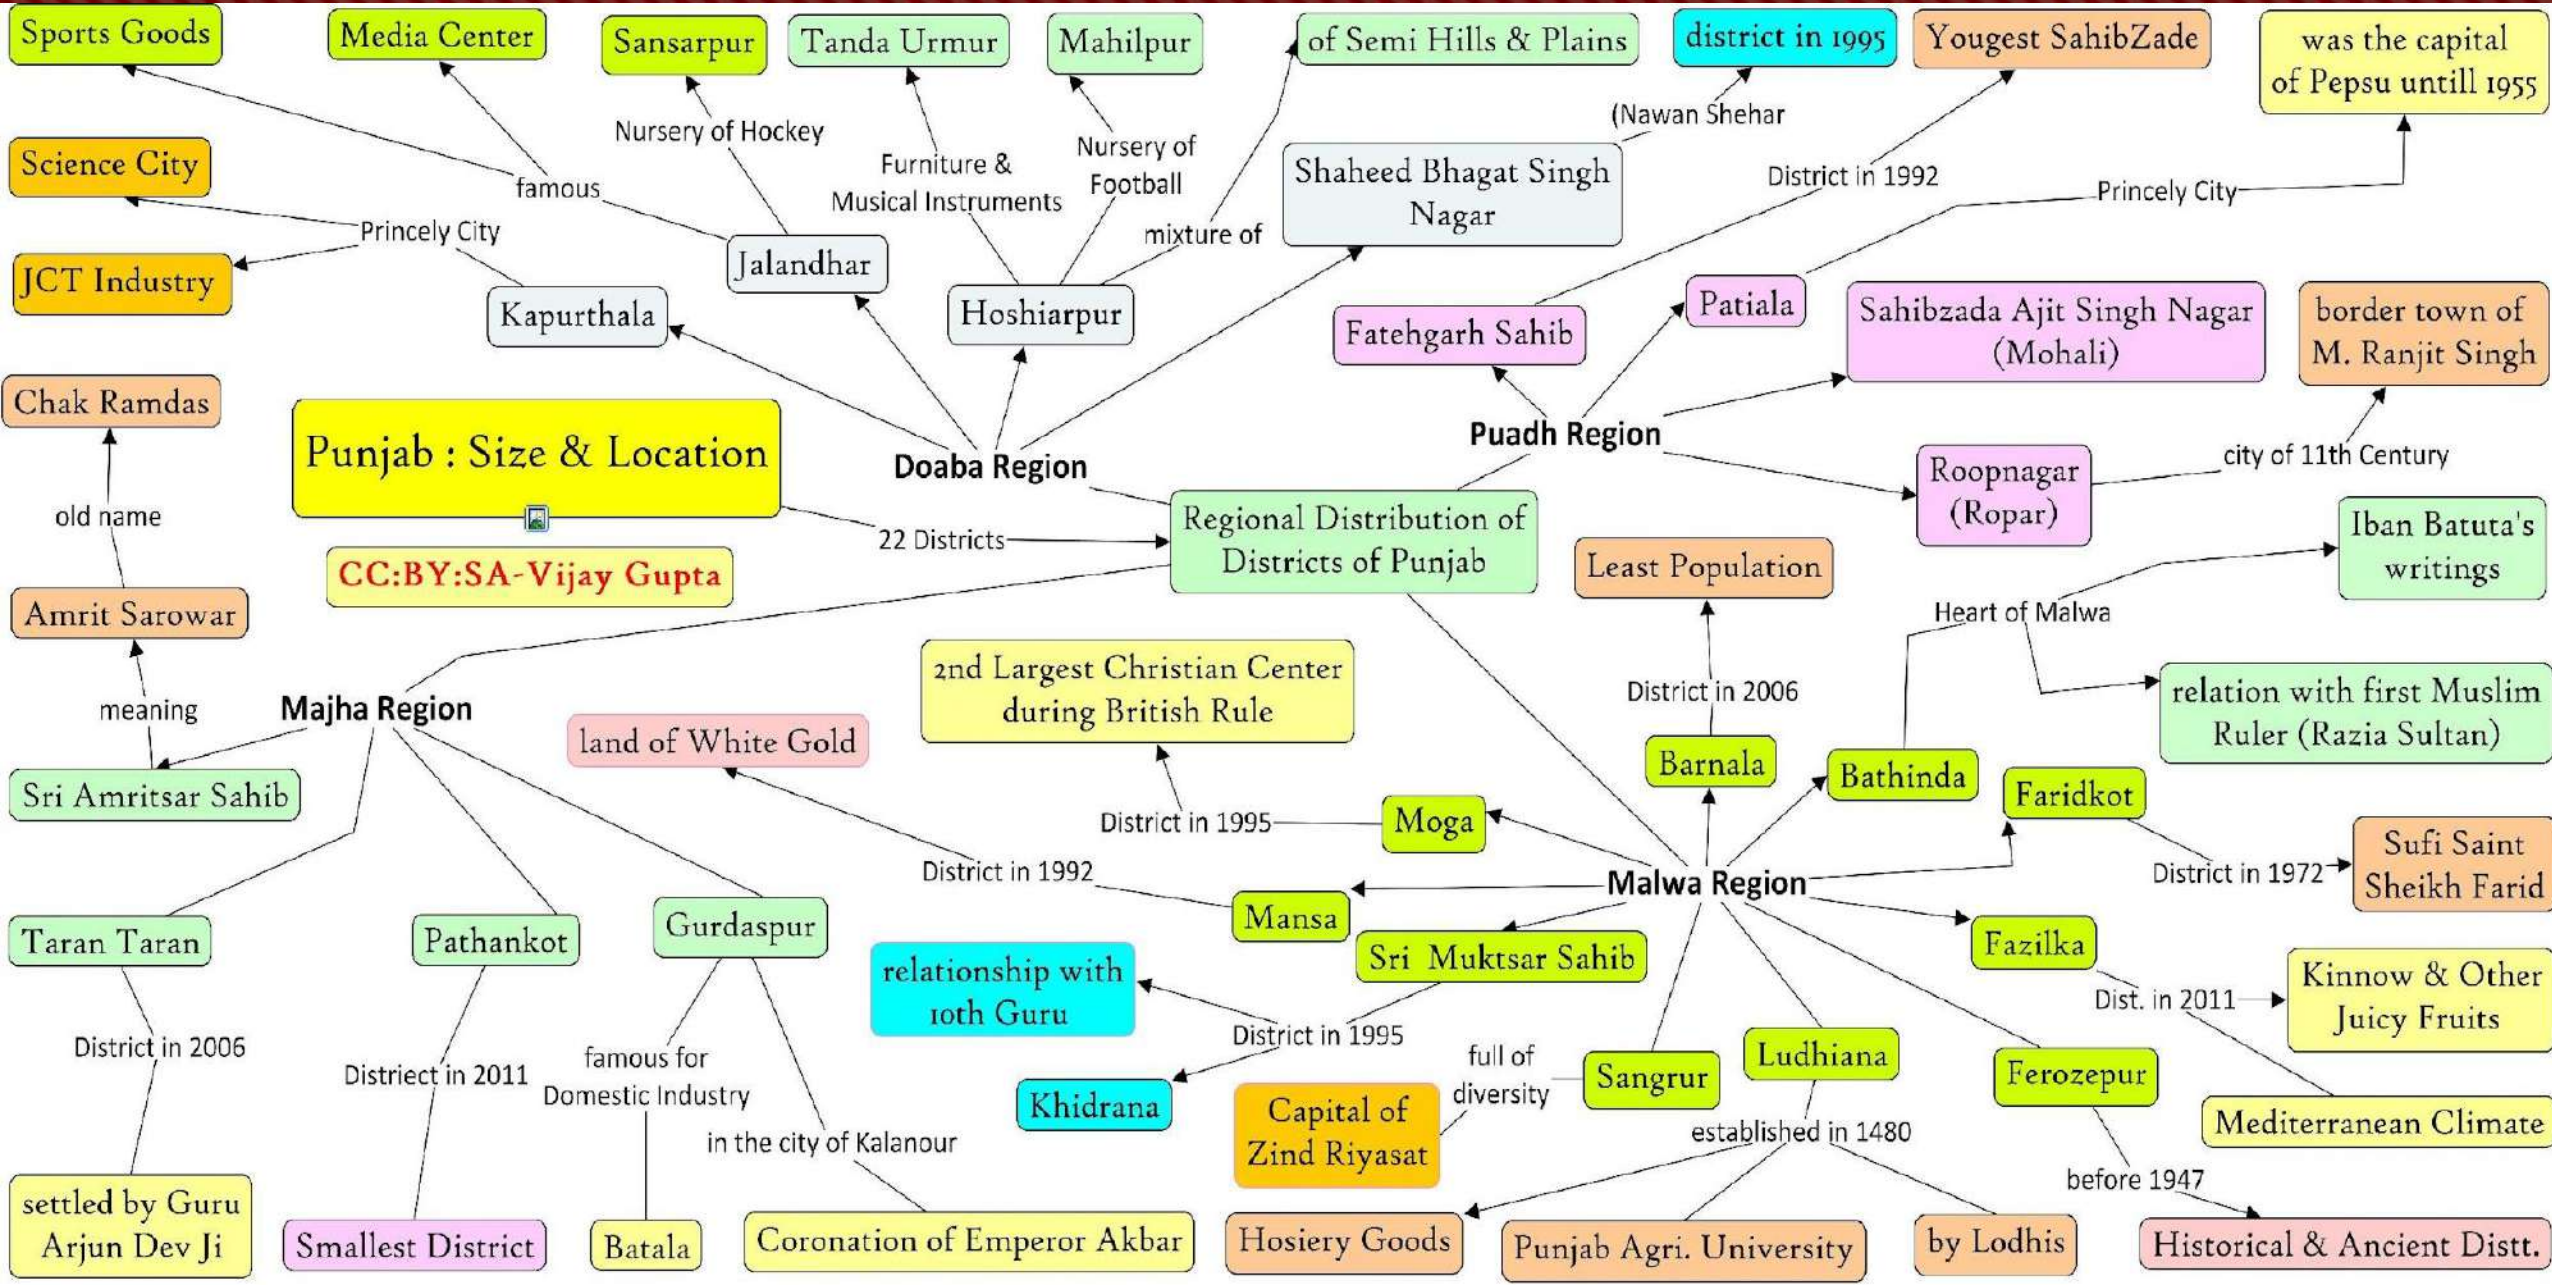 Sports Goods
Media Center
Sansarpur
Tanda Urmur
Mahilpur
of Semi Hills & Plains
district in 1995
Yougest SahibZade
was the capital
of Pepsu untill 1955
Nursery of Hockey
(Nawan Shehar
Science City
famous
Furniture &
Musical Instruments
Nursery of
Football
mixture of
Shaheed Bhagat Singh
Nagar
District in 1992
Princely City
Princely City
JCT Industry
Kapurthala
Jalandhar
Hoshiarpur
Fatehgarh Sahib
Patiala
Sahibzada Ajit Singh Nagar
(Mohali)
border town of
M. Ranjit Singh
Chak Ramdas
Punjab : Size & Location
Doaba Region
Puadh Region
Roopnagar
(Ropar)
city of 11th Century
old name
22 Districts
Regional Distribution of
Districts of Punjab
CC:BY:SA-Vijay Gupta
Least Population
Iban Batuta's
writings
Amrit Sarowar
Heart of Malwa
meaning
Majha Region
2nd Largest Christian Center
during British Rule
District in 2006
relation with first Muslim
Ruler (Razia Sultan)
land of White Gold
Sri Amritsar Sahib
Barnala
Bathinda
Faridkot
District in 1995
Moga
District in 1992
Malwa Region
District in 1972
Sufi Saint
Sheikh Farid
Mansa
Taran Taran
Pathankot
Gurdaspur
relationship with
10th Guru
Sri Muktsar Sahib
Fazilka
Kinnow & Other
Juicy Fruits
Dist. in 2011
District in 2006
Distriect in 2011
famous for
Domestic Industry
District in 1995
Khidrana
full of
diversity
Sangrur
Ludhiana
Ferozepur
Capital of
Zind Riyasat
Mediterranean Climate
in the city of Kalanour
established in 1480
before 1947
settled by Guru
Arjun Dev Ji
Smallest District
Batala
Coronation of Emperor Akbar
Hosiery Goods
Punjab Agri. University
by Lodhis
Historical & Ancient Distt.